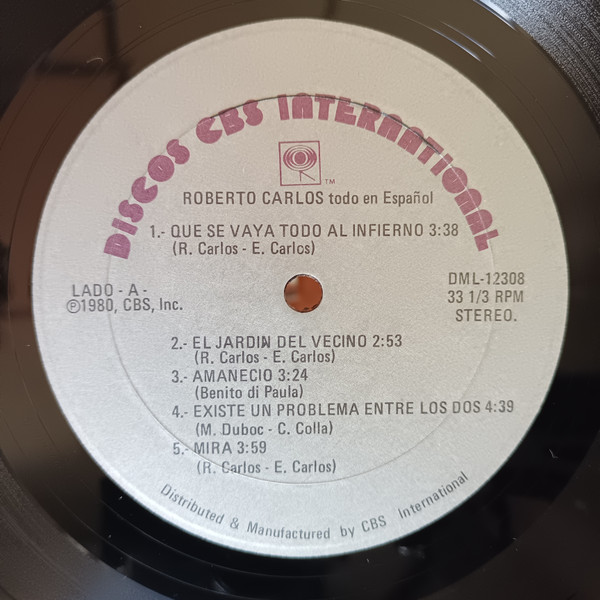 DISCOS CBS INTERNATIONAL
TM
ROBERTO CARLOS todo en Español
1.- QUE SE VAYA TODO AL INFIERNO 3:38
(R. Carlos - E. Carlos)
LADO - A -
℗1980, CBS, Inc.
DML-12308
33 1/3 RPM
STEREO.
2.- EL JARDIN DEL VECINO 2:53
(R. Carlos - E. Carlos)
3.- AMANECIO 3:24
(Benito di Paula)
4.- EXISTE UN PROBLEMA ENTRE LOS DOS 4:39
(M. Duboc - C. Colla)
5.- MIRA 3:59
(R. Carlos - E. Carlos)
Distributed & Manufactured by CBS International